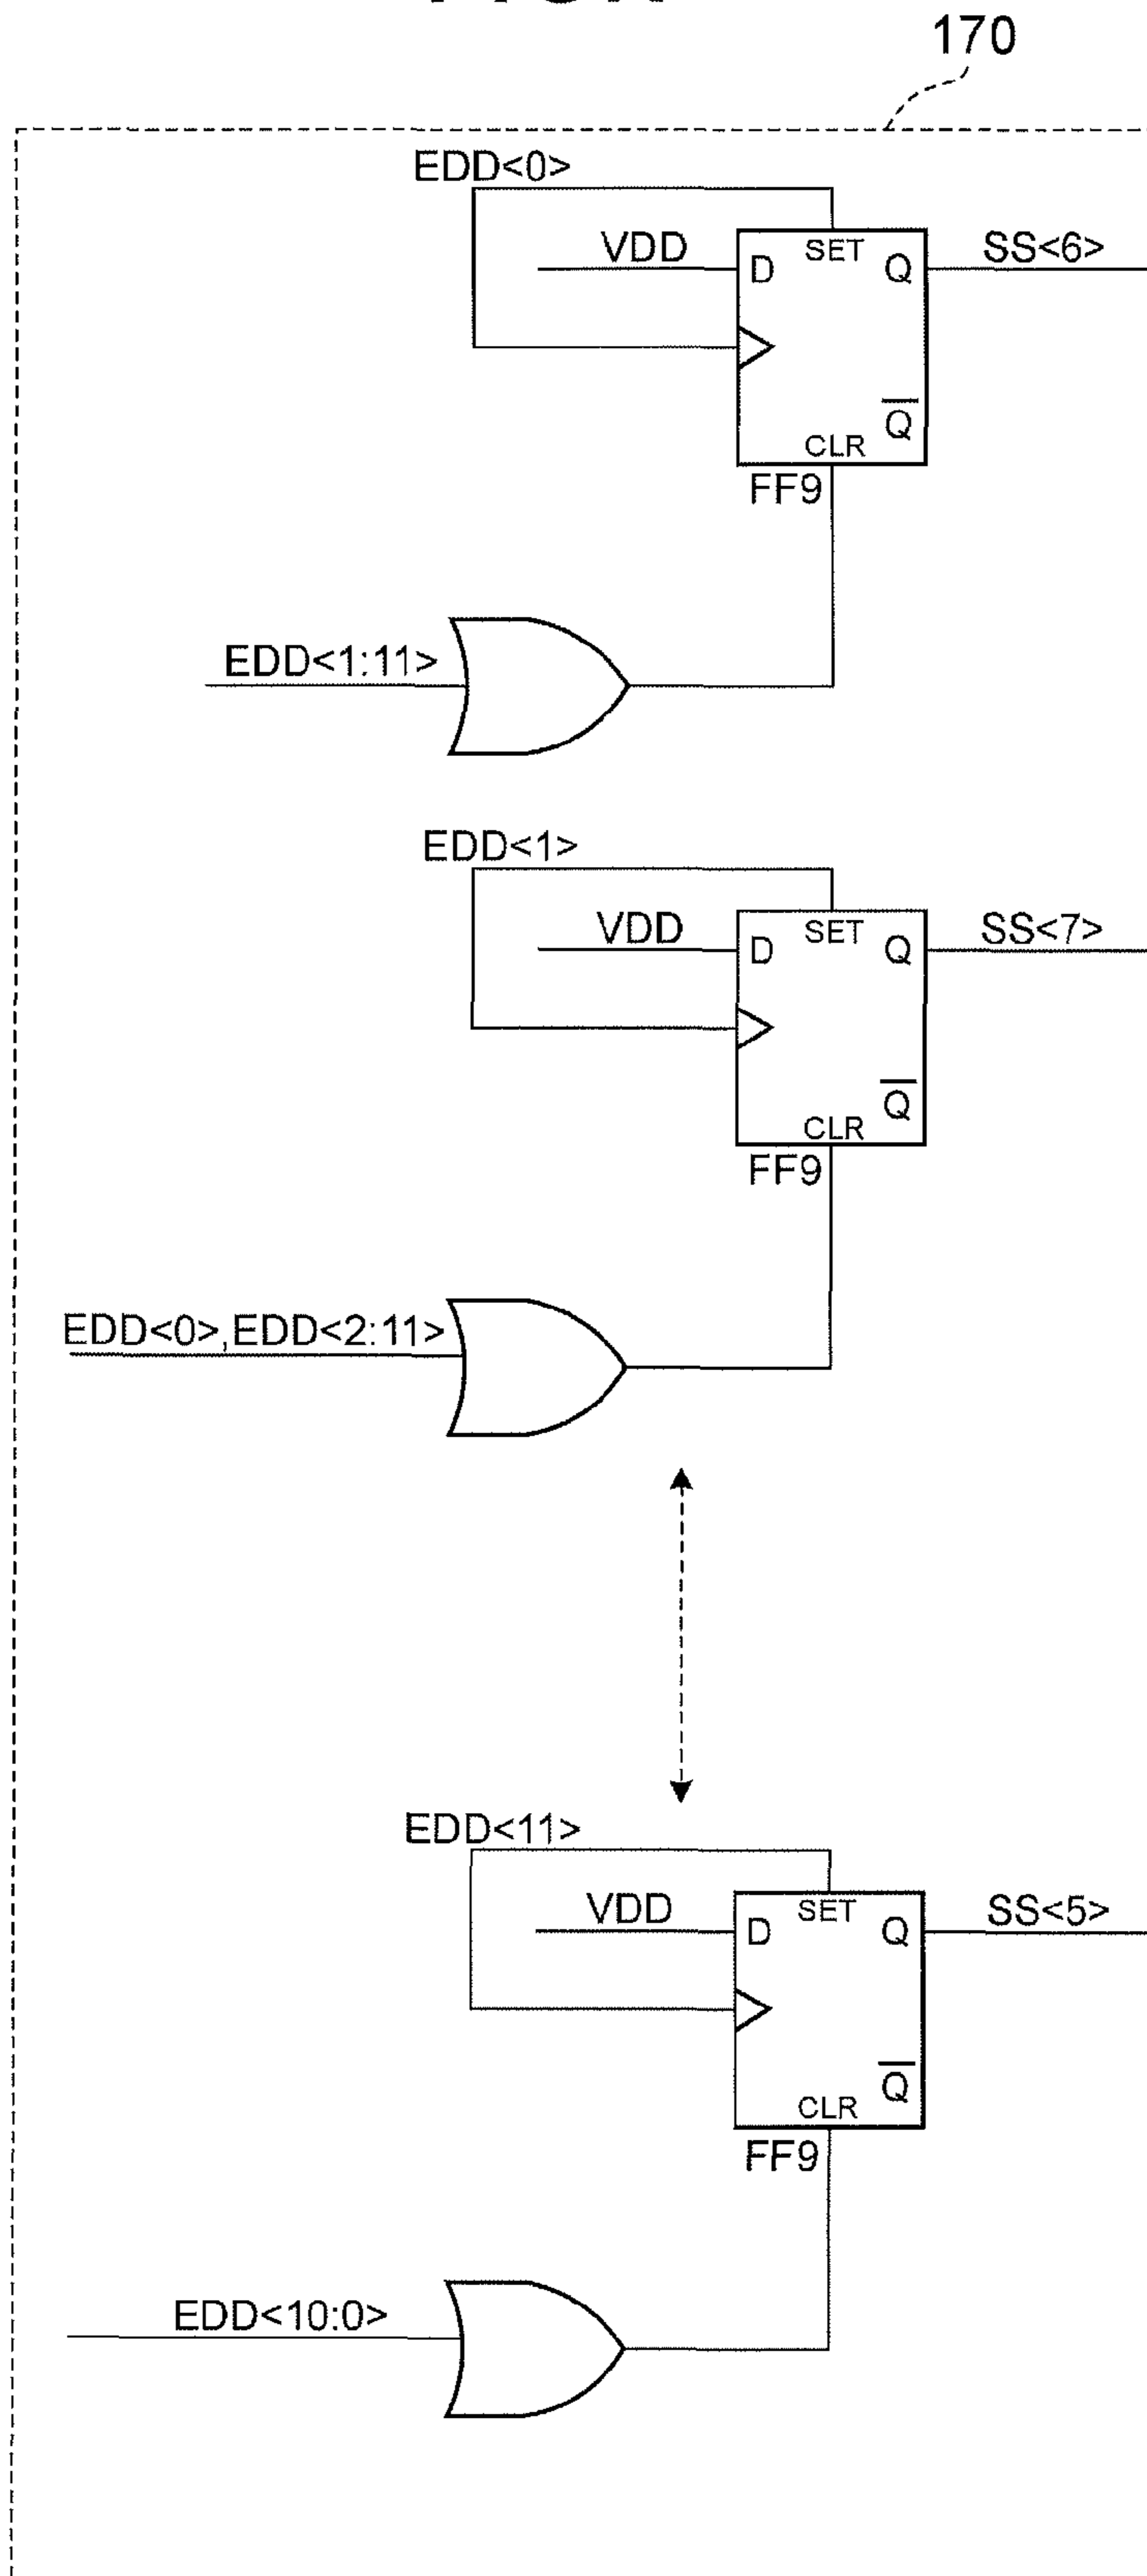 170
EDD<0>
VDD
SET
D
Q
SS<6>
Q
CLR
FF9
EDD<1:11>
EDD<1>
VDD
SET
D
Q
SS<7>
Q
CLR
FF9
EDD<0>,EDD<2:11>
EDD<11>
VDD
SET
D
Q
SS<5>
Q
CLR
FF9
EDD<10:0>